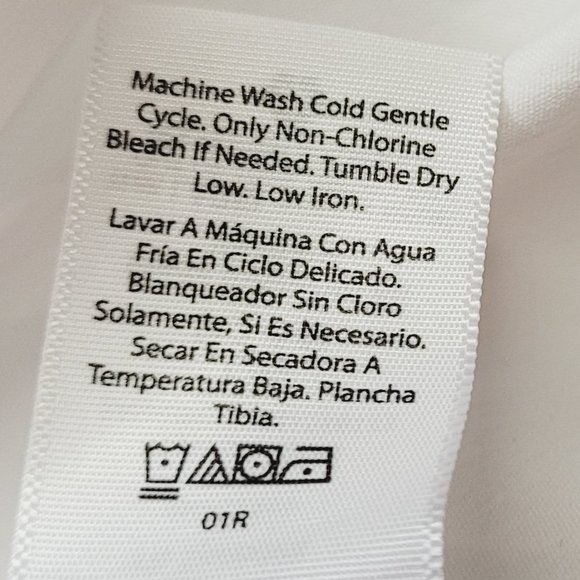 Machine Wash Cold Gentle
Cycle. Only Non-Chlorine
Bleach If Needed. Tumble Dry
Low. Low Iron.
Lavar A Máquina Con Agua
Fría En Ciclo Delicado.
Blanqueador Sin Cloro
Solamente, Si Es Necesario.
Secar En Secadora A
Temperatura Baja. Plancha
Tibia.
01R